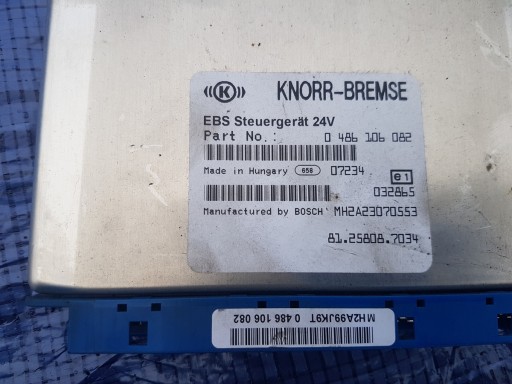 K KNORR-BREMSE
EBS Steuergerät 24V
Part No.: 0 486 106 082
Made in Hungary 658 07234 e1
032865
Manufactured by BOSCH MH2A23070553
81.25808.7034
MH2A99JK9T 0 486 106 082